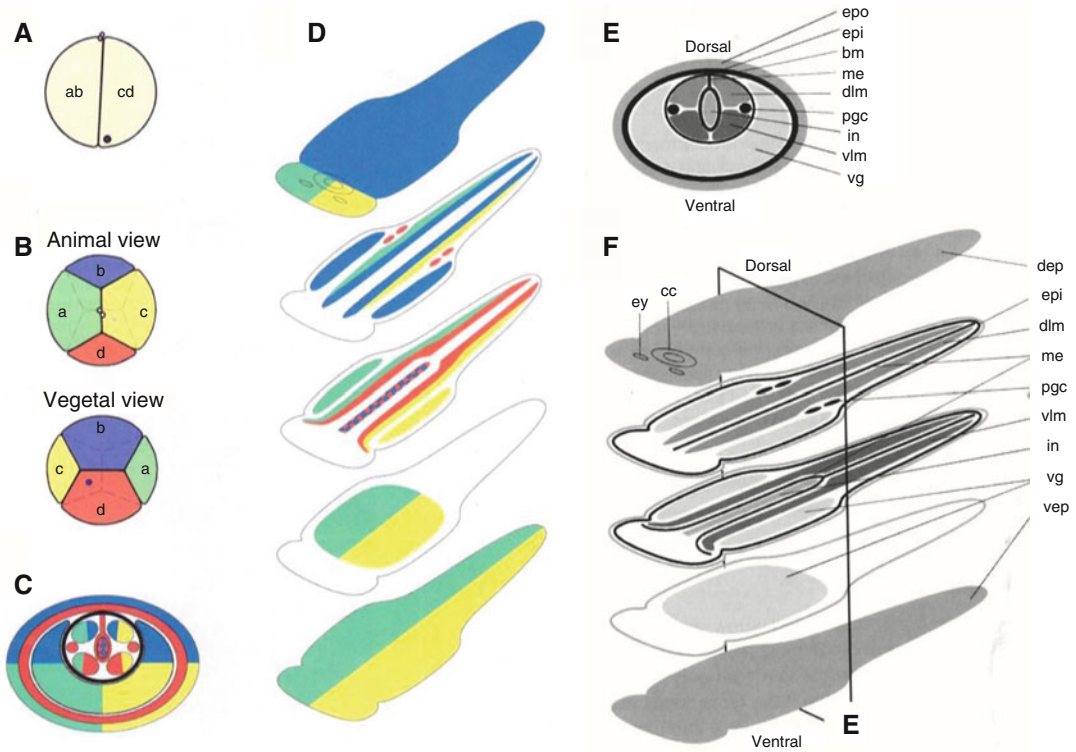 A
ab
cd
B
Animal view
b
a
c
d
Vegetal view
b
c
a
d
C
D
E
Dorsal
epo
epi
bm
me
dlm
pgc
in
vlm
vg
Ventral
F
Dorsal
ey
cc
dep
epi
dlm
me
pgc
vlm
in
vg
vep
E
Ventral